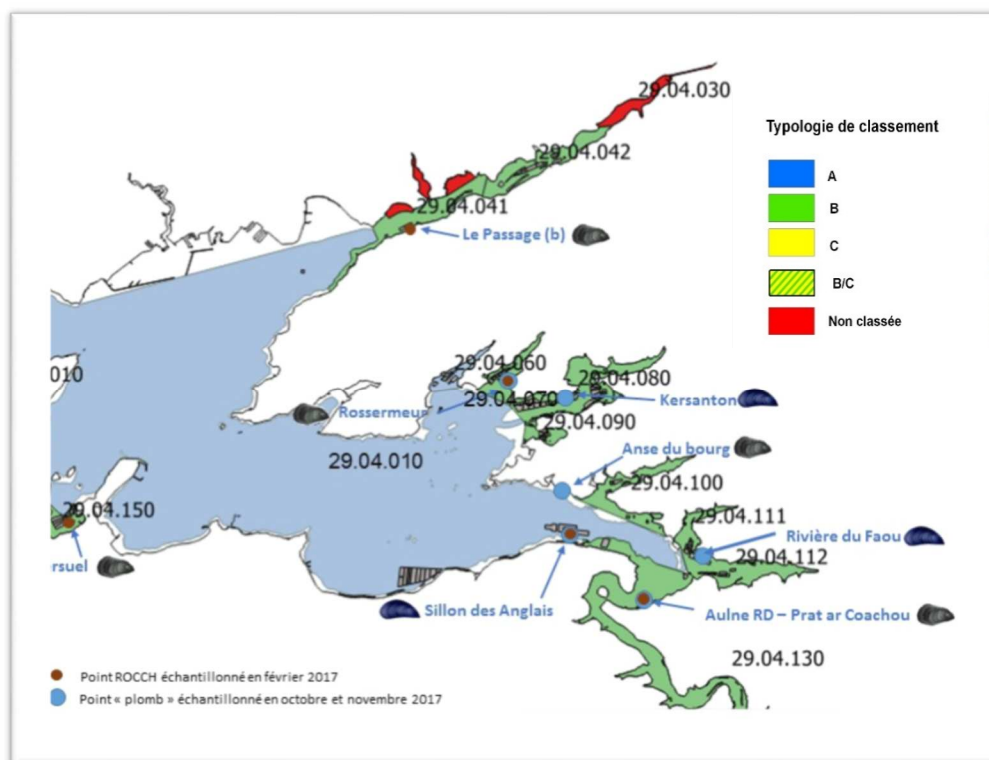 29.04.030
Typologie de classement
A
B
C
B/C
Non classée
29.04.042
29.04.041
Le Passage (b)
010
29.04.060
29.04.080
29.04.070
Rossermeur
Kersanton
29.04.090
Anse du bourg
29.04.010
29.04.100
29.04.150
29.04.111
Rivière du Faou
29.04.112
ersuel
Sillon des Anglais
Aulne RD – Prat ar Coachou
29.04.130
Point ROCCH échantillonné en février 2017
Point « plomb » échantillonné en octobre et novembre 2017